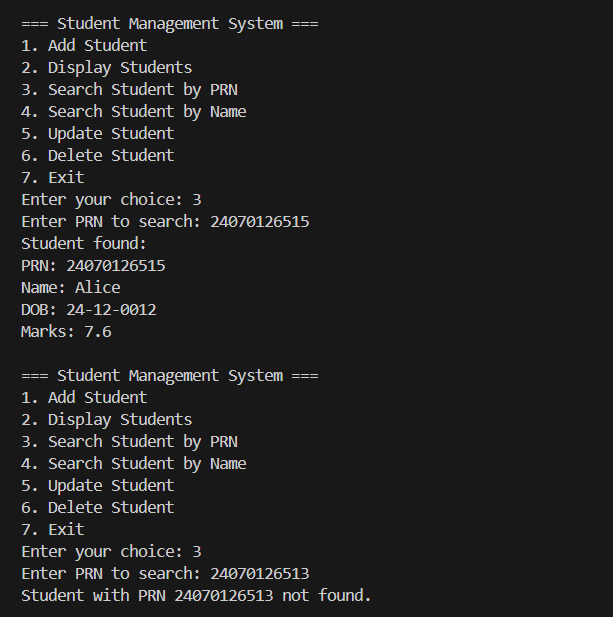 === Student Management System ===
1. Add Student
2. Display Students
3. Search Student by PRN
4. Search Student by Name
5. Update Student
6. Delete Student
7. Exit
Enter your choice: 3
Enter PRN to search: 24070126515
Student found:
PRN: 24070126515
Name: Alice
DOB: 24-12-0012
Marks: 7.6

=== Student Management System ===
1. Add Student
2. Display Students
3. Search Student by PRN
4. Search Student by Name
5. Update Student
6. Delete Student
7. Exit
Enter your choice: 3
Enter PRN to search: 24070126513
Student with PRN 24070126513 not found.